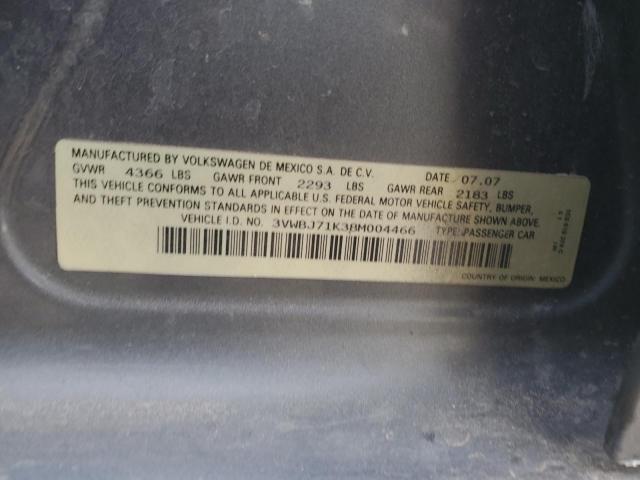 MANUFACTURED BY VOLKSWAGEN DE MEXICO S.A. DE C.V. DATE 07.07
GVWR 4366 LBS GAWR FRONT 2293 LBS GAWR REAR 2183 LBS
THIS VEHICLE CONFORMS TO ALL APPLICABLE U.S. FEDERAL MOTOR VEHICLE SAFETY, BUMPER,
AND THEFT PREVENTION STANDARDS IN EFFECT ON THE DATE OF MANUFACTURE SHOWN ABOVE.
VEHICLE I.D. NO. 3VWBJ71K38M004466 TYPE: PASSENGER CAR
COUNTRY OF ORIGIN: MEXICO